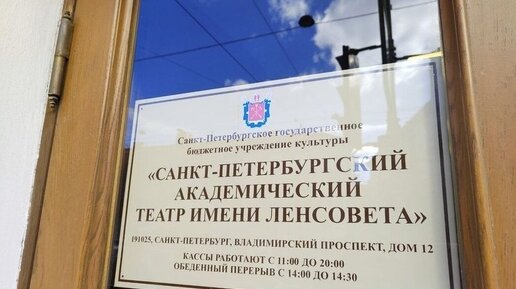 Санкт-Петербургское государственное
бюджетное учреждение культуры
«САНКТ-ПЕТЕРБУРГСКИЙ
АКАДЕМИЧЕСКИЙ
ТЕАТР ИМЕНИ ЛЕНСОВЕТА»
191025, САНКТ-ПЕТЕРБУРГ, ВЛАДИМИРСКИЙ ПРОСПЕКТ, ДОМ 12
КАССЫ РАБОТАЮТ С 11:00 ДО 20:00
ОБЕДЕННЫЙ ПЕРЕРЫВ С 14:00 ДО 14:30